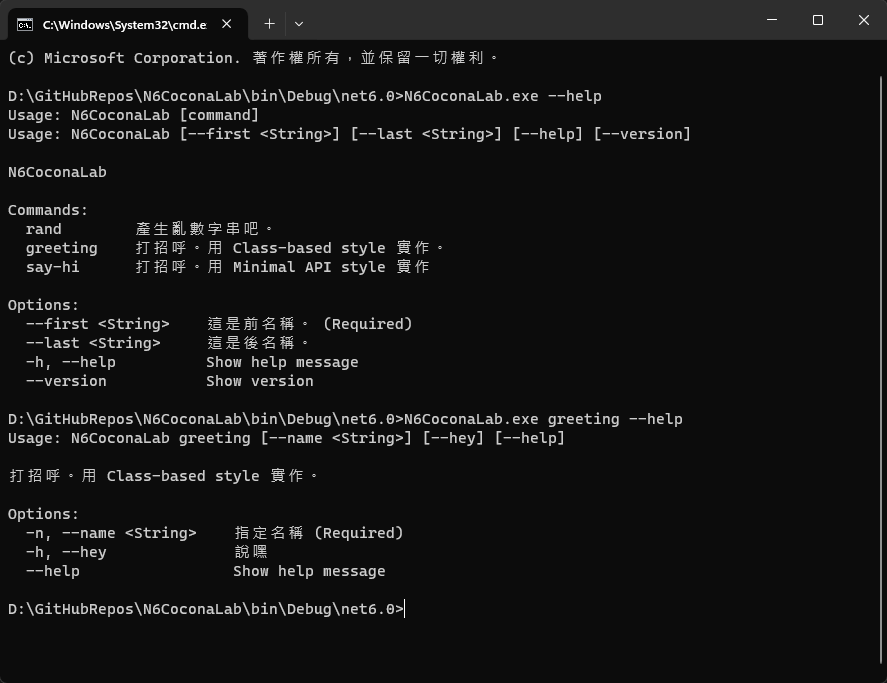 C:\Windows\System32\cmd.e
(c) Microsoft Corporation. 著作權所有，並保留一切權利。
D:\GitHubRepos\N6CoconaLab\bin\Debug\net6.0>N6CoconaLab.exe --help
Usage: N6CoconaLab [command]
Usage: N6CoconaLab [--first <String>] [--last <String>] [--help] [--version]
N6CoconaLab
Commands:
rand 產生亂數字串吧。
greeting 打招呼。用 Class-based style 實作。
say-hi 打招呼。用 Minimal API style 實作
Options:
--first <String> 這是前名稱。 (Required)
--last <String> 這是後名稱。
-h, --help Show help message
--version Show version
D:\GitHubRepos\N6CoconaLab\bin\Debug\net6.0>N6CoconaLab.exe greeting --help
Usage: N6CoconaLab greeting [--name <String>] [--hey] [--help]
打招呼。用 Class-based style 實作。
Options:
-n, --name <String> 指定名稱 (Required)
-h, --hey 說嘿
--help Show help message
D:\GitHubRepos\N6CoconaLab\bin\Debug\net6.0>